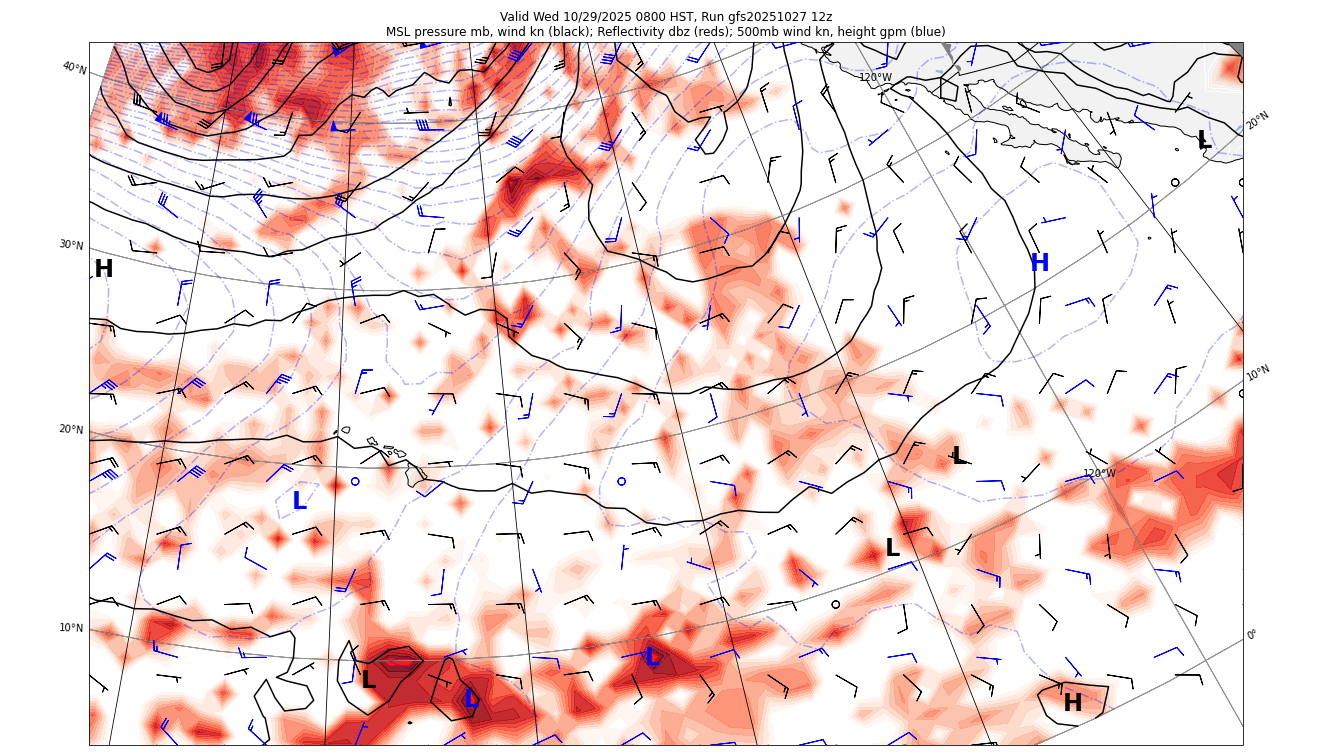 Valid Wed 10/29/2025 0800 HST, Run gfs20251027 12z
MSL pressure mb, wind kn (black); Reflectivity dbz (reds); 500mb wind kn, height gpm (blue)
40°N
120°W
20°N
L
30°N
H
H
10°N
20°N
L
120°W
L
L
10°N
0°
L
L
L
H